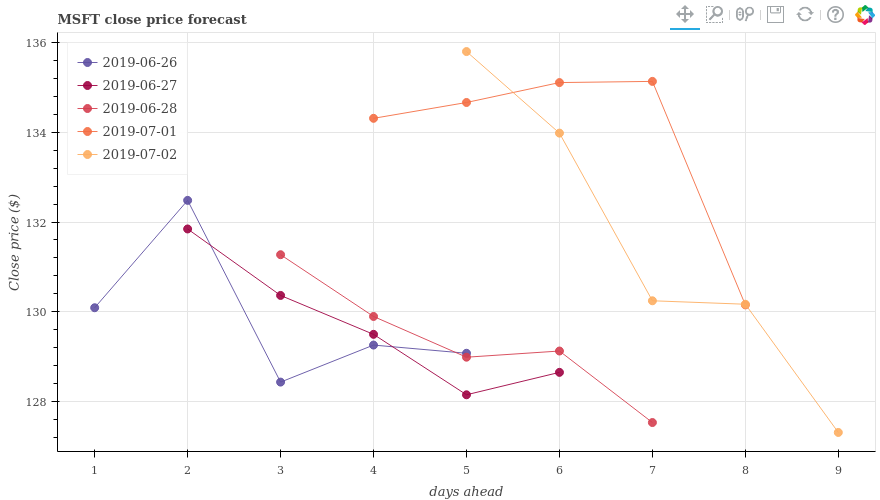 MSFT close price forecast
2019-06-26
2019-06-27
2019-06-28
2019-07-01
2019-07-02
136
134
132
130
128
Close price ($)
1 2 3 4 5 6 7 8 9
days ahead